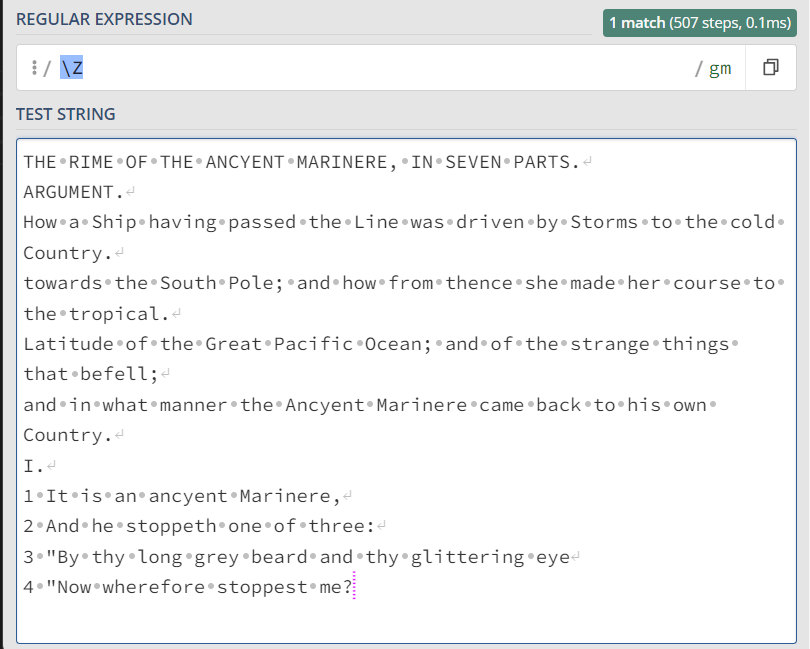 REGULAR EXPRESSION
1 match (507 steps, 0.1ms)
/ \Z / gm
TEST STRING
THE•RIME•OF•THE•ANCYENT•MARINERE,•IN•SEVEN•PARTS.↵
ARGUMENT.↵
How•a•Ship•having•passed•the•Line•was•driven•by•Storms•to•the•cold•
Country.↵
towards•the•South•Pole;•and•how•from•thence•she•made•her•course•to•
the•tropical.↵
Latitude•of•the•Great•Pacific•Ocean;•and•of•the•strange•things•
that•befell;↵
and•in•what•manner•the•Ancyent•Marinere•came•back•to•his•own•
Country.↵
I.↵
1•It•is•an•ancyent•Marinere,↵
2•And•he•stoppeth•one•of•three:↵
3•"By•thy•long•grey•beard•and•thy•glittering•eye↵
4•"Now•wherefore•stoppest•me?